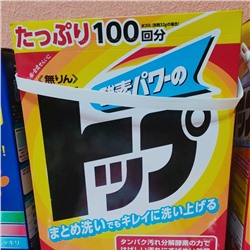 たっぷり100回分
《無りん》
酵素パワーの
トップ
まとめ洗いでもキレイに洗い上げる
タンパク汚れ分解酵素の力で